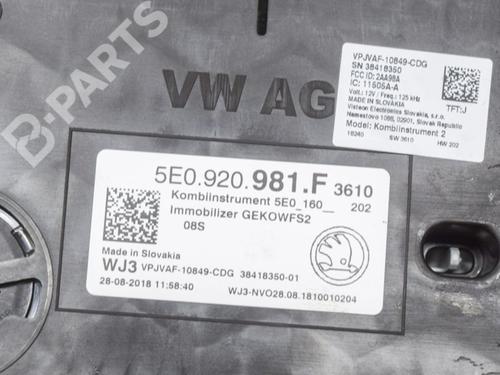 B-PARTS
VW AG
VPJVAF-10849-CDG
SN 38418350
FCC ID: 2AA98A
IC: 11505A-A
Volt.: 12V / Freq.: 125 kHz
MADE IN SLOVAKIA
TFT:J
Visteon Electronics Slovakia, s.r.o.
Namestovo 1088, 02901, Slovak Republic
Model: Kombiinstrument 2
18240 SW 3610 HW 202
5E0.920.981.F 3610
Kombiinstrument 5E0_160__ 202
Immobilizer GEKOWFS2
08S
Made in Slovakia
WJ3 VPJVAF-10849-CDG 38418350-01
28-08-2018 11:58:40 WJ3-NVO28.08.1810010204